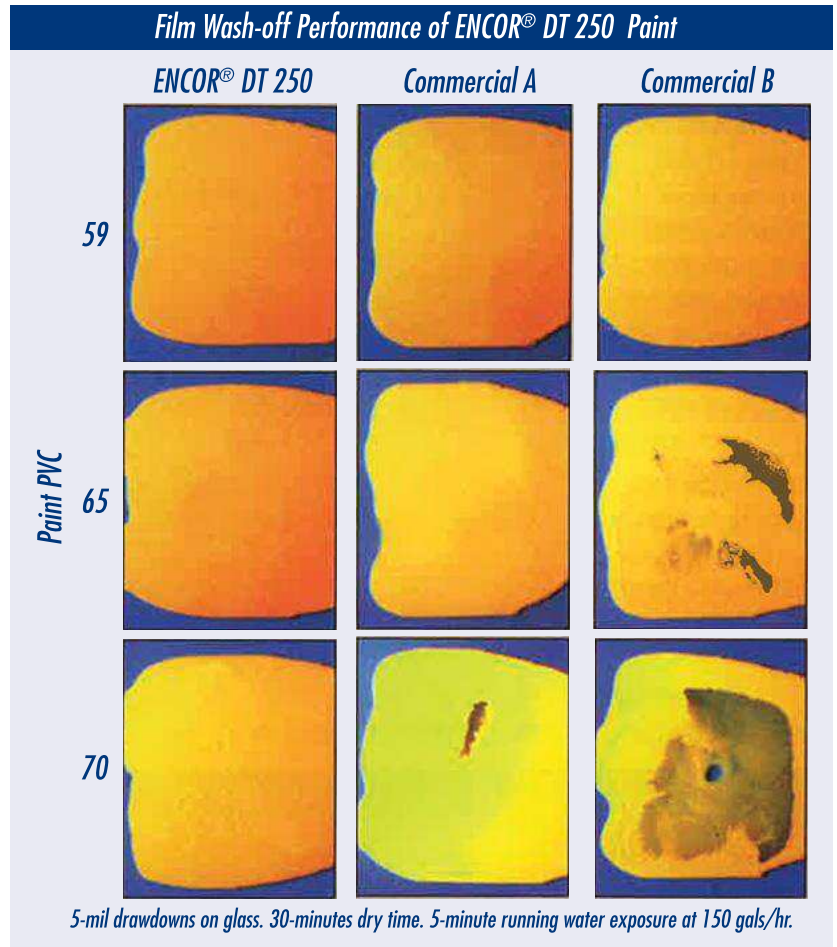 Film Wash-off Performance of ENCOR® DT 250 Paint
ENCOR® DT 250 Commercial A Commercial B
59
Paint PVC
65
70
5-mil drawdowns on glass. 30-minutes dry time. 5-minute running water exposure at 150 gals/hr.